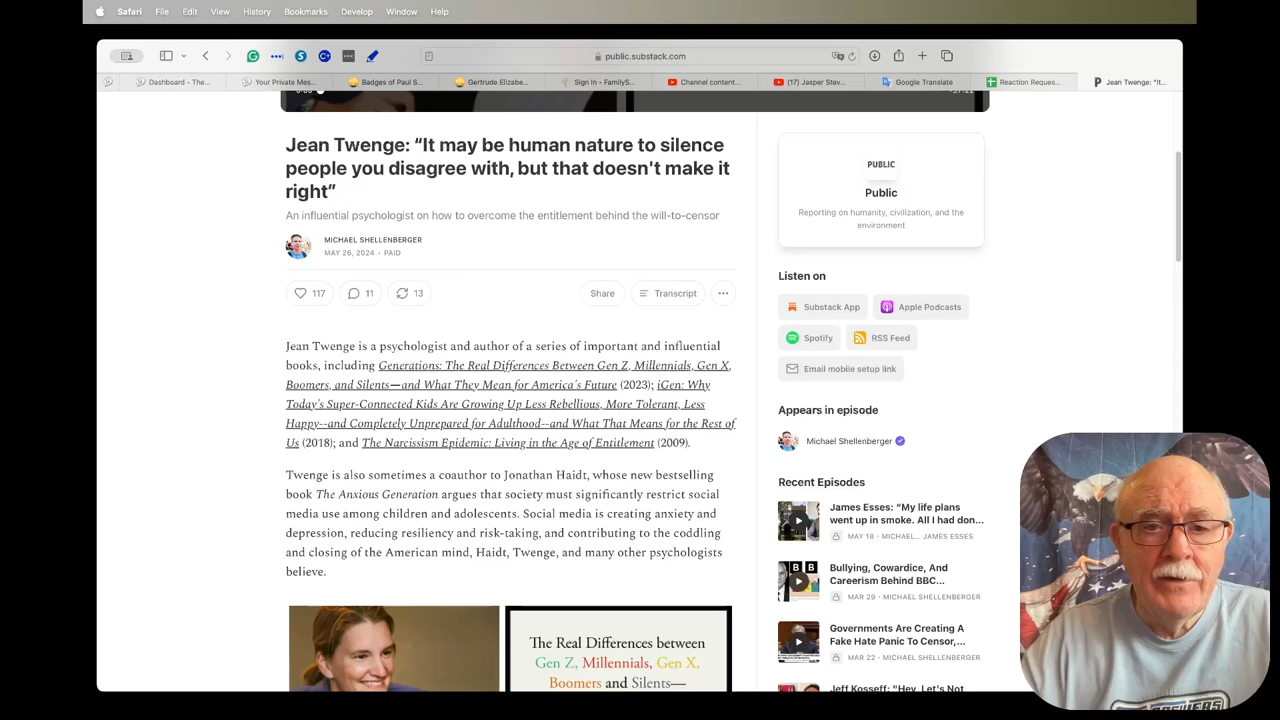 Safari File Edit View History Bookmarks Develop Window Help
public.substack.com
Dashboard - The... Your Private Mes... Badges of Paul S... Gertrude Elizabe... Sign In - FamilyS... Channel content... (17) Jasper Stev... Google Translate Reaction Reques... Jean Twenge: "It...
Jean Twenge: “It may be human nature to silence
people you disagree with, but that doesn't make it
right”
An influential psychologist on how to overcome the entitlement behind the will-to-censor
MICHAEL SHELLENBERGER
MAY 26, 2024 • PAID
117 11 13 Share Transcript
Jean Twenge is a psychologist and author of a series of important and influential
books, including Generations: The Real Differences Between Gen Z, Millennials, Gen X,
Boomers, and Silents—and What They Mean for America's Future (2023); iGen: Why
Today's Super-Connected Kids Are Growing Up Less Rebellious, More Tolerant, Less
Happy--and Completely Unprepared for Adulthood--and What That Means for the Rest of
Us (2018); and The Narcissism Epidemic: Living in the Age of Entitlement (2009).
Twenge is also sometimes a coauthor to Jonathan Haidt, whose new bestselling
book The Anxious Generation argues that society must significantly restrict social
media use among children and adolescents. Social media is creating anxiety and
depression, reducing resiliency and risk-taking, and contributing to the coddling
and closing of the American mind, Haidt, Twenge, and many other psychologists
believe.
The Real Differences between
Gen Z, Millennials, Gen X,
Boomers and Silents—
PUBLIC
Public
Reporting on humanity, civilization, and the
environment
Listen on
Substack App Apple Podcasts
Spotify RSS Feed
Email mobile setup link
Appears in episode
Michael Shellenberger
Recent Episodes
James Esses: “My life plans
went up in smoke. All I had don...
MAY 18 • MICHAEL... JAMES ESSES
Bullying, Cowardice, And
Careerism Behind BBC...
MAR 29 • MICHAEL SHELLENBERGER
Governments Are Creating A
Fake Hate Panic To Censor,...
MAR 22 • MICHAEL SHELLENBERGER
Jeff Kosseff: "Hey, Let's Not